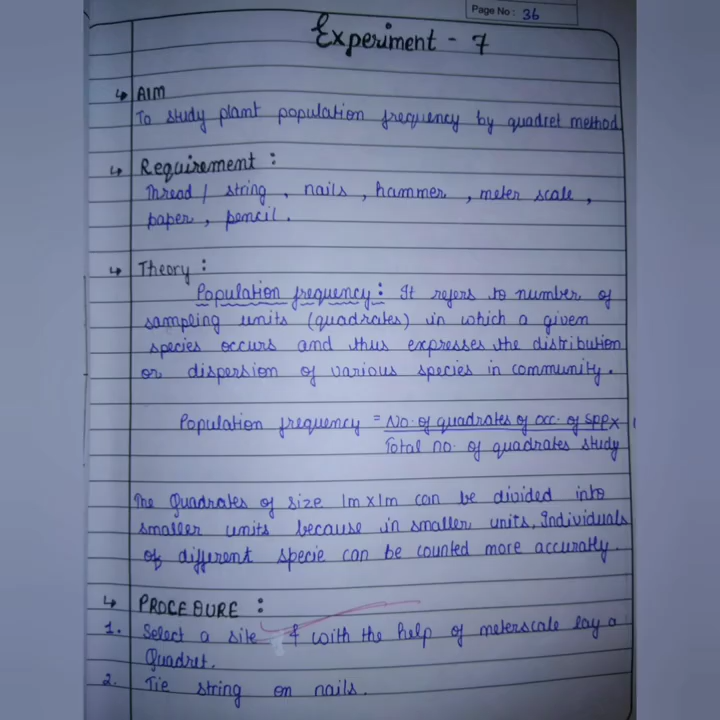 Page No: 36
Experiment - 7
↳ AIM
To study plant population frequency by quadret method
↳ Requirement :
Thread / string , nails , hammer , meter scale ,
paper , pencil .
↳ Theory :
Population frequency : It refers to number of
sampling units (quadrates) in which a given
species occurs and thus expresses the distribution
or dispersion of various species in community.
Population frequency = No. of quadrates of occ. of spp x
Total no. of quadrates study
The Quadrates of size 1m x 1m can be divided into
smaller units because in smaller units, Individuals
of different specie can be counted more accuratly.
↳ PROCEDURE :
1. Select a site & with the help of meterscale lay a
Quadret.
2. Tie string on nails.